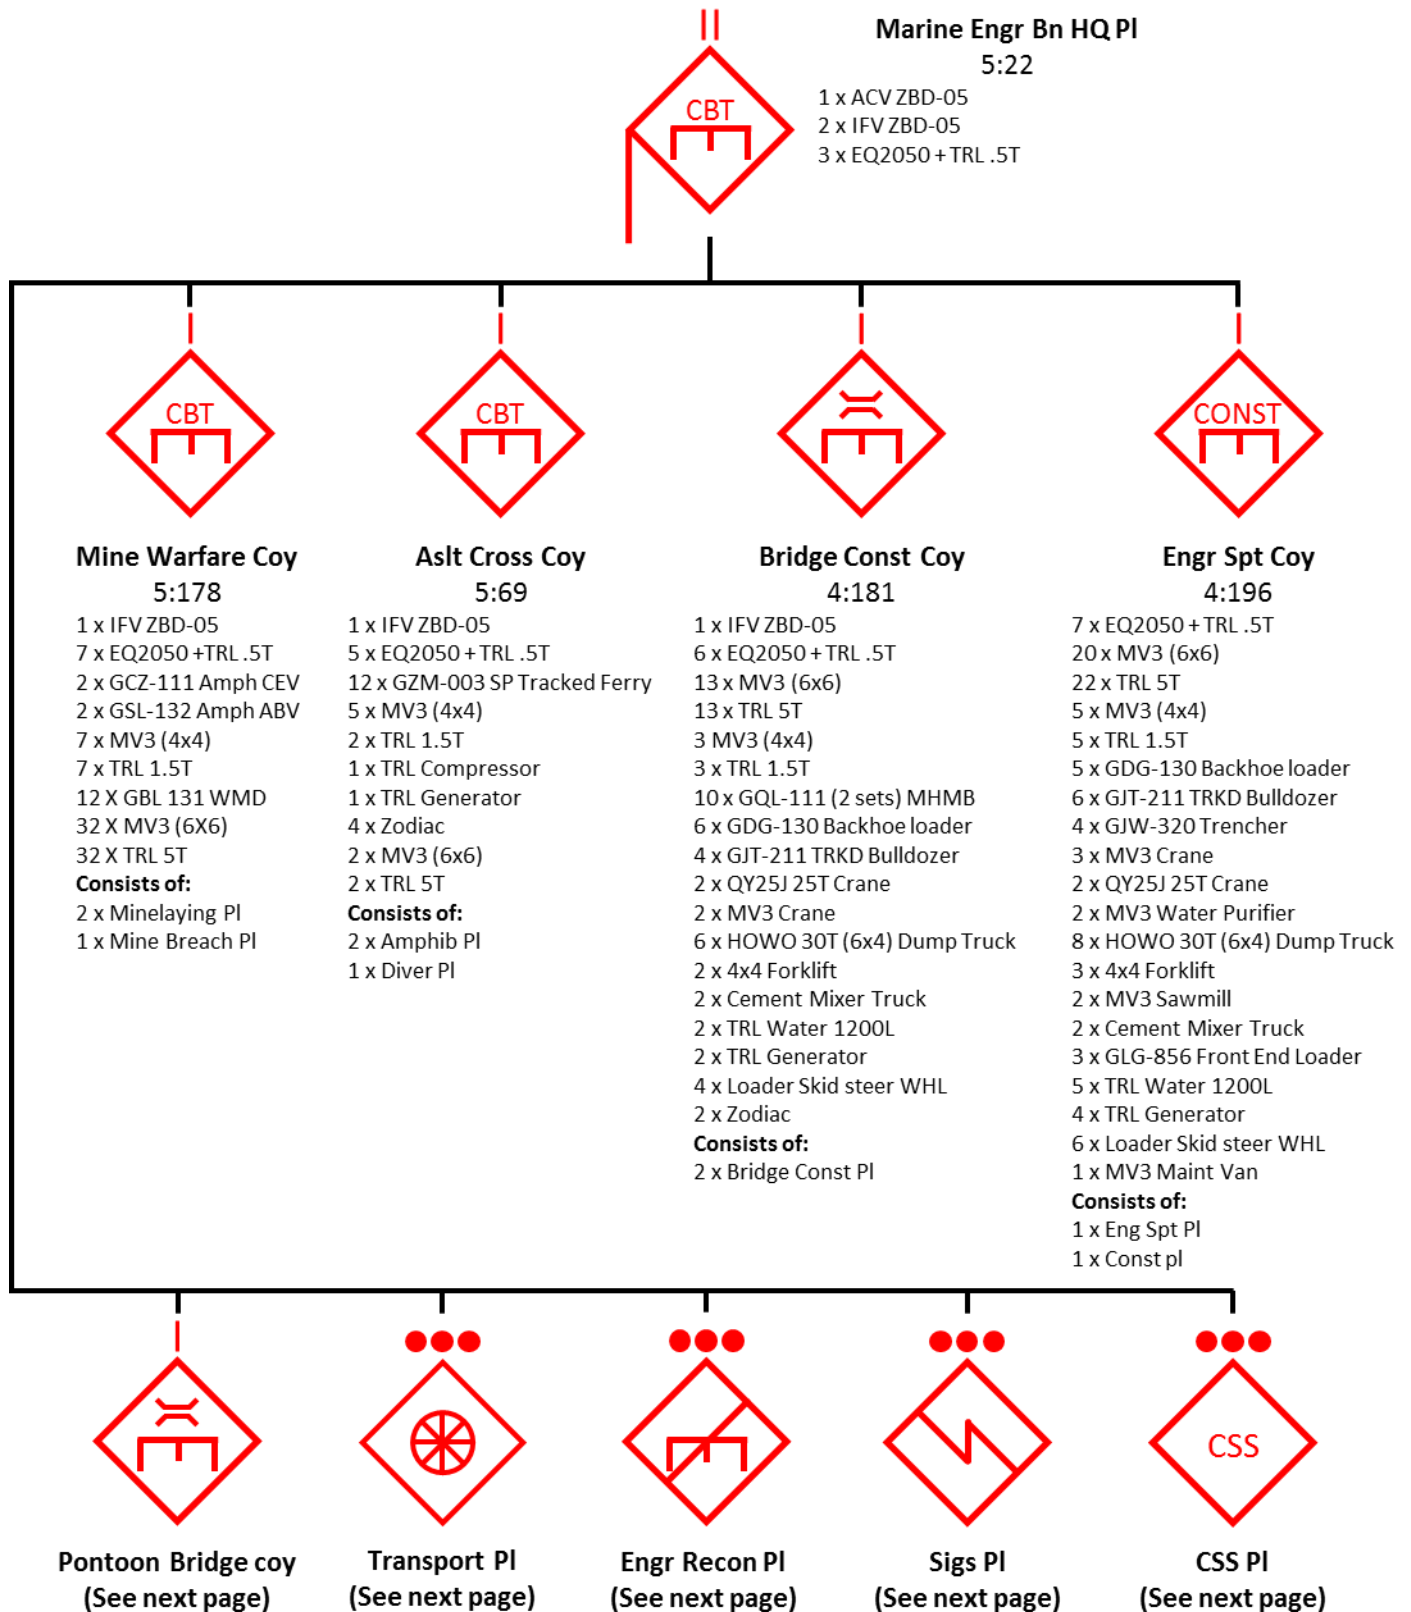 Marine Engr Bn HQ Pl
5:22
1 x ACV ZBD-05
2 x IFV ZBD-05
3 x EQ2050 + TRL .5T
CBT
CBT
Mine Warfare Coy
5:178
1 x IFV ZBD-05
7 x EQ2050 +TRL .5T
2 x GCZ-111 Amph CEV
2 x GSL-132 Amph ABV
7 x MV3 (4x4)
7 x TRL 1.5T
12 X GBL 131 WMD
32 X MV3 (6X6)
32 X TRL 5T
Consists of:
2 x Minelaying Pl
1 x Mine Breach Pl
CBT
Aslt Cross Coy
5:69
1 x IFV ZBD-05
5 x EQ2050 + TRL .5T
12 x GZM-003 SP Tracked Ferry
5 x MV3 (4x4)
2 x TRL 1.5T
1 x TRL Compressor
1 x TRL Generator
4 x Zodiac
2 x MV3 (6x6)
2 x TRL 5T
Consists of:
2 x Amphib Pl
1 x Diver Pl
Bridge Const Coy
4:181
1 x IFV ZBD-05
6 x EQ2050 + TRL .5T
13 x MV3 (6x6)
13 x TRL 5T
3 MV3 (4x4)
3 x TRL 1.5T
10 x GQL-111 (2 sets) MHMB
6 x GDG-130 Backhoe loader
4 x GJT-211 TRKD Bulldozer
2 x QY25J 25T Crane
2 x MV3 Crane
6 x HOWO 30T (6x4) Dump Truck
2 x 4x4 Forklift
2 x Cement Mixer Truck
2 x TRL Water 1200L
2 x TRL Generator
4 x Loader Skid steer WHL
2 x Zodiac
Consists of:
2 x Bridge Const Pl
CONST
Engr Spt Coy
4:196
7 x EQ2050 + TRL .5T
20 x MV3 (6x6)
22 x TRL 5T
5 x MV3 (4x4)
5 x TRL 1.5T
5 x GDG-130 Backhoe loader
6 x GJT-211 TRKD Bulldozer
4 x GJW-320 Trencher
3 x MV3 Crane
2 x QY25J 25T Crane
2 x MV3 Water Purifier
8 x HOWO 30T (6x4) Dump Truck
3 x 4x4 Forklift
2 x MV3 Sawmill
2 x Cement Mixer Truck
3 x GLG-856 Front End Loader
5 x TRL Water 1200L
4 x TRL Generator
6 x Loader Skid steer WHL
1 x MV3 Maint Van
Consists of:
1 x Eng Spt Pl
1 x Const pl
Pontoon Bridge coy
(See next page)
Transport Pl
(See next page)
Engr Recon Pl
(See next page)
Sigs Pl
(See next page)
CSS
CSS Pl
(See next page)